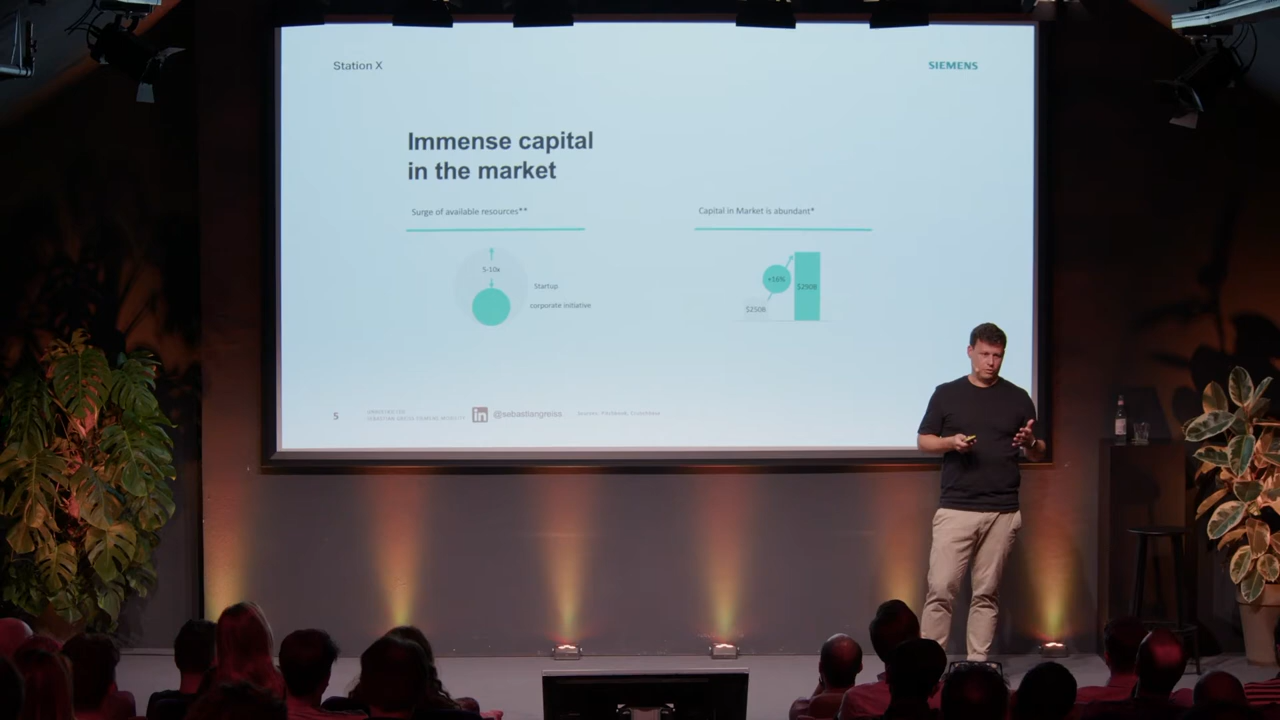 Station X
SIEMENS
Immense capital
in the market
Surge of available resources**
Capital in Market is abundant*
5-10x
Startup
corporate initiative
+16%
$290B
$250B
5
in
@sebastiangreiss